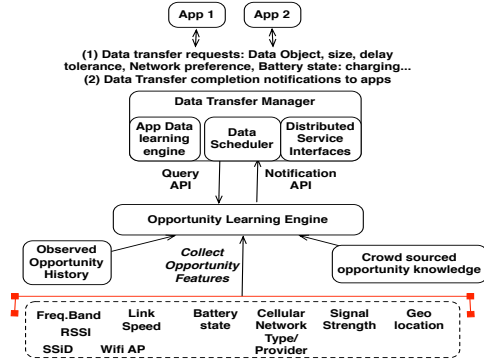 App 1
App 2
(1) Data transfer requests: Data Object, size, delay
tolerance, Network preference, Battery state: charging...
(2) Data Transfer completion notifications to apps
Data Transfer Manager
App Data
learning
engine
Data
Scheduler
Distributed
Service
Interfaces
Query
API
Notification
API
Opportunity Learning Engine
Observed
Opportunity
History
Collect
Opportunity
Features
Crowd sourced
opportunity knowledge
Freq.Band
RSSI
SSiD
Link
Speed
Wifi AP
Battery
state
Cellular
Network
Type/
Provider
Signal
Strength
Geo
location